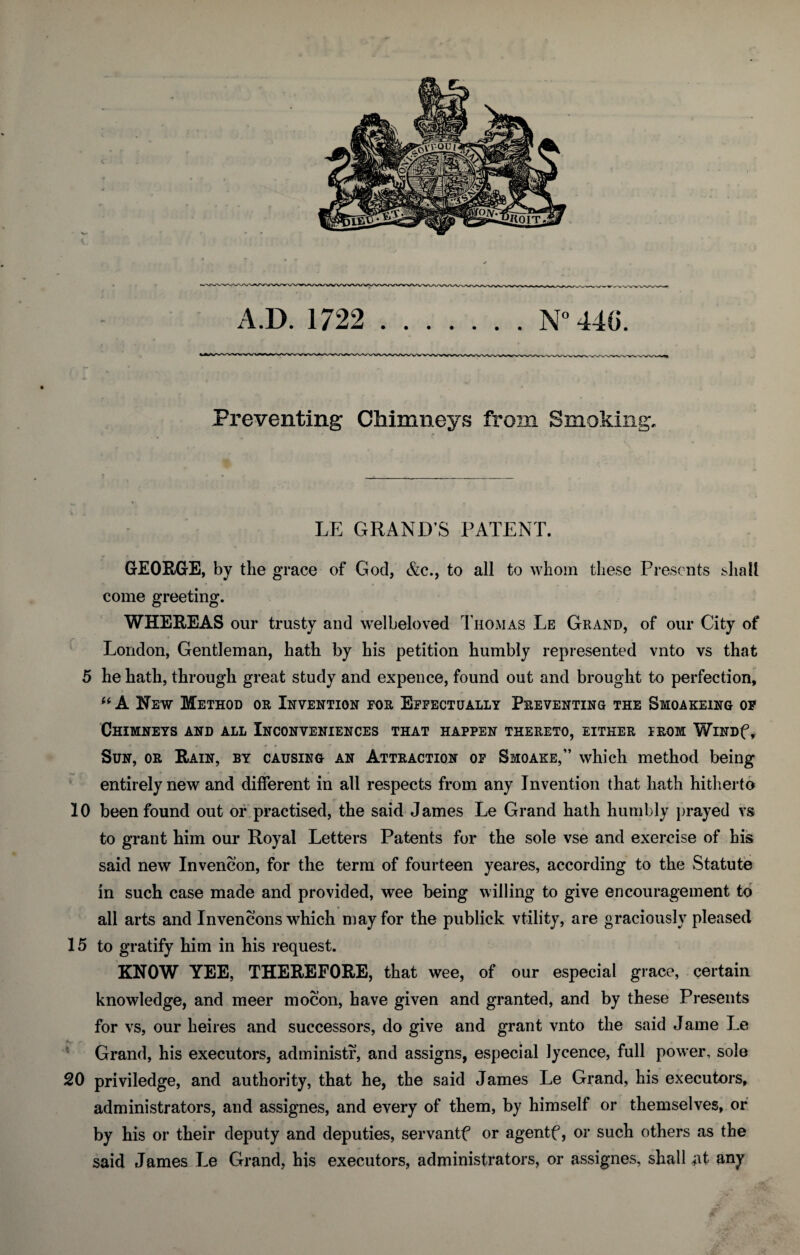 SOIT QUI MAL
DIEU · ET · MON · DROIT.
A.D. 1722 . . . . . . . N° 446.
Preventing Chimneys from Smoking.
LE GRAND'S PATENT.
GEORGE, by the grace of God, &c., to all to whom these Presents shall
come greeting.
WHEREAS our trusty and welbeloved THOMAS LE GRAND, of our City of
London, Gentleman, hath by his petition humbly represented vnto vs that
5 he hath, through great study and expence, found out and brought to perfection,
“A NEW METHOD OR INVENTION FOR EFFECTUALLY PREVENTING THE SMOAKEING OF
CHIMNEYS AND ALL INCONVENIENCES THAT HAPPEN THERETO, EITHER FROM WINDꝭ,
SUN, OR RAIN, BY CAUSING AN ATTRACTION OF SMOAKE,” which method being
entirely new and different in all respects from any Invention that hath hitherto
10 been found out or practised, the said James Le Grand hath humbly prayed vs
to grant him our Royal Letters Patents for the sole vse and exercise of his
said new Invencōn, for the term of fourteen yeares, according to the Statute
in such case made and provided, wee being willing to give encouragement to
all arts and Invencōns which may for the publick vtility, are graciously pleased
15 to gratify him in his request.
KNOW YEE, THEREFORE, that wee, of our especial grace, certain
knowledge, and meer mocōn, have given and granted, and by these Presents
for vs, our heires and successors, do give and grant vnto the said Jame Le
Grand, his executors, administr̃, and assigns, especial lycence, full power, sole
20 priviledge, and authority, that he, the said James Le Grand, his executors,
administrators, and assignes, and every of them, by himself or themselves, or
by his or their deputy and deputies, servantꝭ or agentꝭ, or such others as the
said James Le Grand, his executors, administrators, or assignes, shall at any